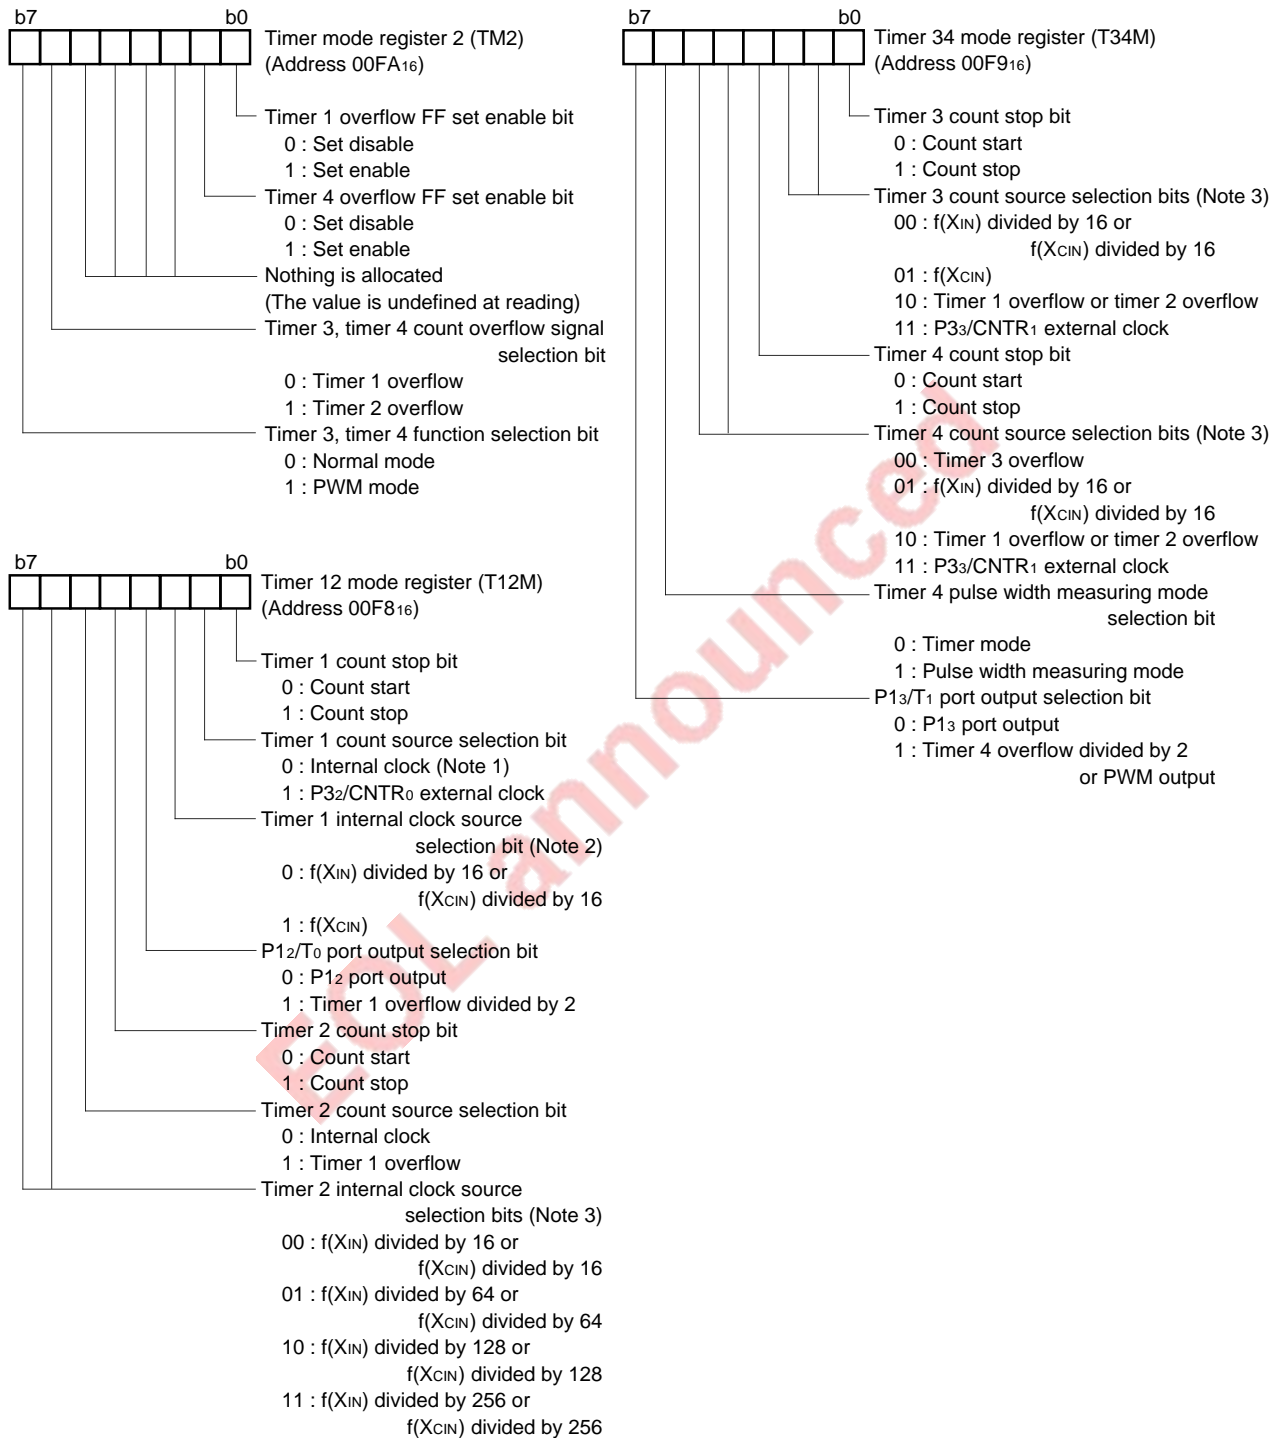 b7 b0
Timer mode register 2 (TM2)
(Address 00FA16)
Timer 1 overflow FF set enable bit
0 : Set disable
1 : Set enable
Timer 4 overflow FF set enable bit
0 : Set disable
1 : Set enable
Nothing is allocated
(The value is undefined at reading)
Timer 3, timer 4 count overflow signal
selection bit
0 : Timer 1 overflow
1 : Timer 2 overflow
Timer 3, timer 4 function selection bit
0 : Normal mode
1 : PWM mode
b7 b0
Timer 12 mode register (T12M)
(Address 00F816)
Timer 1 count stop bit
0 : Count start
1 : Count stop
Timer 1 count source selection bit
0 : Internal clock (Note 1)
1 : P32/CNTR0 external clock
Timer 1 internal clock source
selection bit (Note 2)
0 : f(XIN) divided by 16 or
f(XCIN) divided by 16
1 : f(XCIN)
P12/T0 port output selection bit
0 : P12 port output
1 : Timer 1 overflow divided by 2
Timer 2 count stop bit
0 : Count start
1 : Count stop
Timer 2 count source selection bit
0 : Internal clock
1 : Timer 1 overflow
Timer 2 internal clock source
selection bits (Note 3)
00 : f(XIN) divided by 16 or
f(XCIN) divided by 16
01 : f(XIN) divided by 64 or
f(XCIN) divided by 64
10 : f(XIN) divided by 128 or
f(XCIN) divided by 128
11 : f(XIN) divided by 256 or
f(XCIN) divided by 256
b7 b0
Timer 34 mode register (T34M)
(Address 00F916)
Timer 3 count stop bit
0 : Count start
1 : Count stop
Timer 3 count source selection bits (Note 3)
00 : f(XIN) divided by 16 or
f(XCIN) divided by 16
01 : f(XCIN)
10 : Timer 1 overflow or timer 2 overflow
11 : P33/CNTR1 external clock
Timer 4 count stop bit
0 : Count start
1 : Count stop
Timer 4 count source selection bits (Note 3)
00 : Timer 3 overflow
01 : f(XIN) divided by 16 or
f(XCIN) divided by 16
10 : Timer 1 overflow or timer 2 overflow
11 : P33/CNTR1 external clock
Timer 4 pulse width measuring mode
selection bit
0 : Timer mode
1 : Pulse width measuring mode
P13/T1 port output selection bit
0 : P13 port output
1 : Timer 4 overflow divided by 2
or PWM output
EOL announced